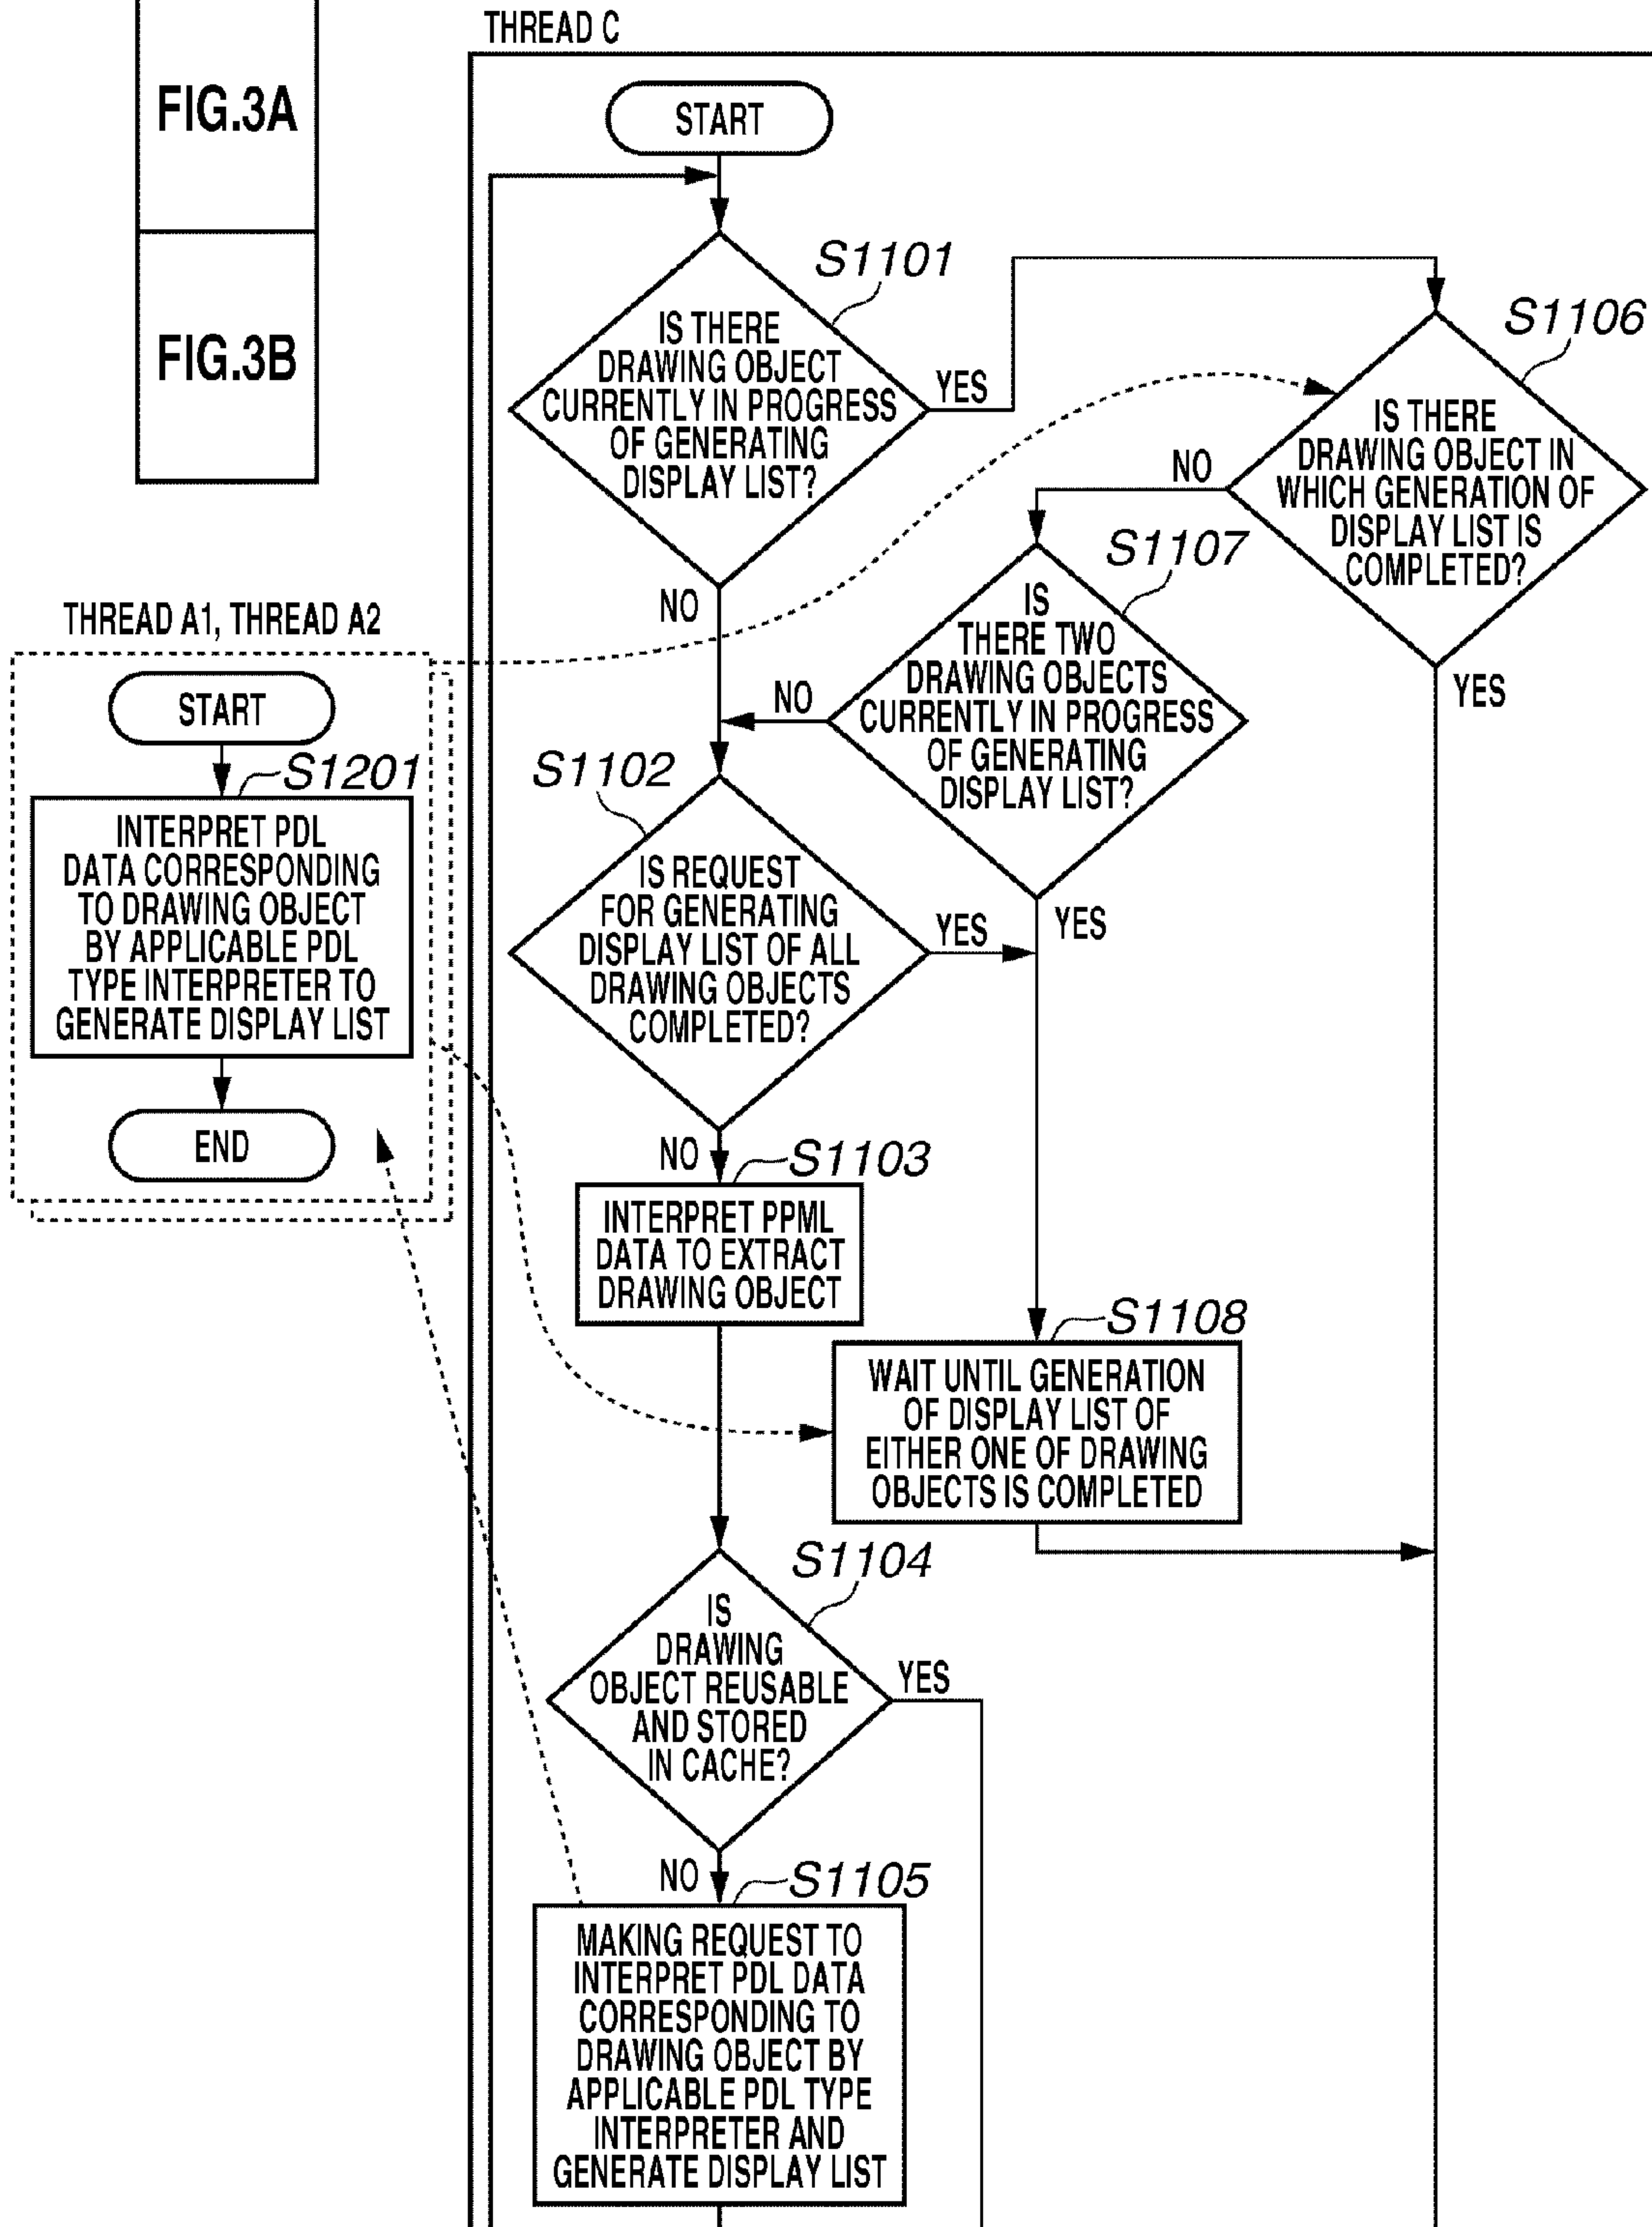 FIG.3A
FIG.3B
THREAD C
START
S1101
IS THERE
DRAWING OBJECT
CURRENTLY IN PROGRESS
OF GENERATING
DISPLAY LIST?
YES
NO
S1106
IS THERE
DRAWING OBJECT IN
WHICH GENERATION OF
DISPLAY LIST IS
COMPLETED?
NO
YES
S1107
IS
THERE TWO
DRAWING OBJECTS
CURRENTLY IN PROGRESS
OF GENERATING
DISPLAY LIST?
NO
YES
THREAD A1, THREAD A2
START
S1201
INTERPRET PDL
DATA CORRESPONDING
TO DRAWING OBJECT
BY APPLICABLE PDL
TYPE INTERPRETER TO
GENERATE DISPLAY LIST
END
S1102
IS REQUEST
FOR GENERATING
DISPLAY LIST OF ALL
DRAWING OBJECTS
COMPLETED?
YES
NO
S1103
INTERPRET PPML
DATA TO EXTRACT
DRAWING OBJECT
S1108
WAIT UNTIL GENERATION
OF DISPLAY LIST OF
EITHER ONE OF DRAWING
OBJECTS IS COMPLETED
S1104
IS
DRAWING
OBJECT REUSABLE
AND STORED
IN CACHE?
YES
NO
S1105
MAKING REQUEST TO
INTERPRET PDL DATA
CORRESPONDING TO
DRAWING OBJECT BY
APPLICABLE PDL TYPE
INTERPRETER AND
GENERATE DISPLAY LIST